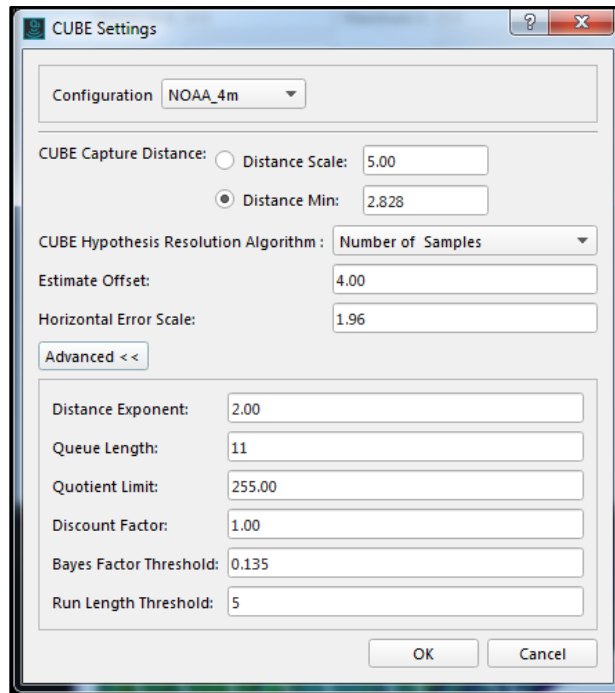 CUBE Settings
?
Configuration NOAA_4m
CUBE Capture Distance: Distance Scale: 5.00
Distance Min: 2.828
CUBE Hypothesis Resolution Algorithm : Number of Samples
Estimate Offset: 4.00
Horizontal Error Scale: 1.96
Advanced <<
Distance Exponent: 2.00
Queue Length: 11
Quotient Limit: 255.00
Discount Factor: 1.00
Bayes Factor Threshold: 0.135
Run Length Threshold: 5
OK Cancel